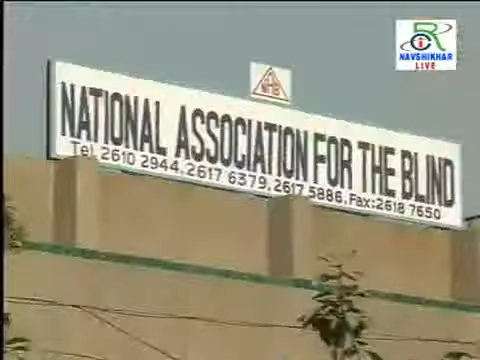 R
NAVSHIKHAR
LIVE
NATIONAL ASSOCIATION FOR THE BLIND
Tel. 2610 2944, 2617 6379, 2617 5886, Fax: 2618 7650